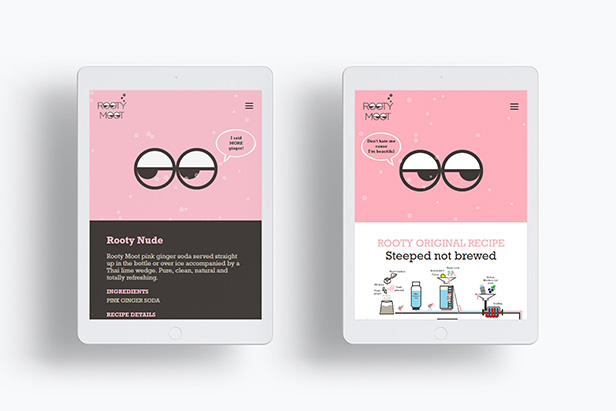 ROOTY
MOOT
I said
MORE
ginger!
Rooty Nude
Rooty Moot pink ginger soda served straight
up in the bottle or over ice accompanied by a
Thai lime wedge. Pure, clean, natural and
totally refreshing.
INGREDIENTS
PINK GINGER SODA
RECIPE DETAILS
ROOTY
MOOT
Don't hate me
cause
I'm beautiful
ROOTY ORIGINAL RECIPE
Steeped not brewed